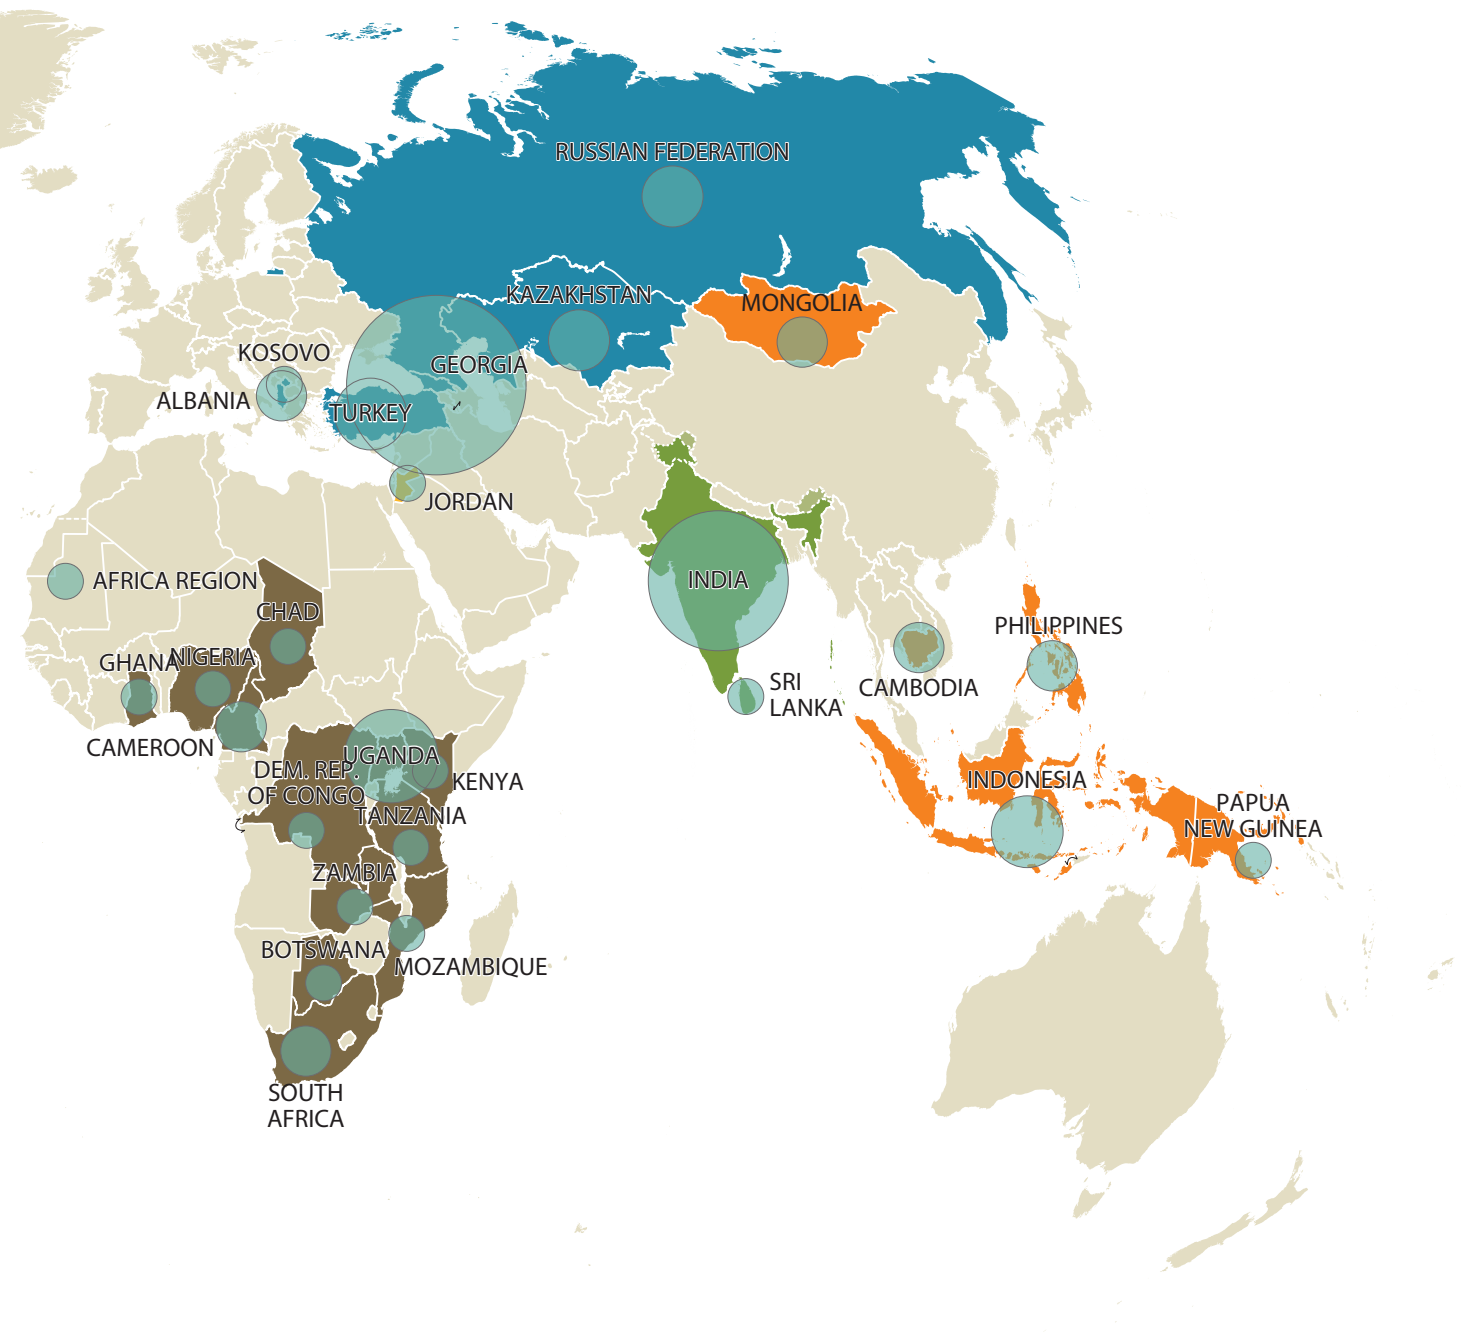 RUSSIAN FEDERATION
KAZAKHSTAN
MONGOLIA
KOSOVO
GEORGIA
ALBANIA
TURKEY
JORDAN
AFRICA REGION
INDIA
CHAD
PHILIPPINES
GHANA
NIGERIA
SRI
LANKA
CAMBODIA
CAMEROON
UGANDA
DEM. REP.
OF CONGO
KENYA
INDONESIA
PAPUA
NEW GUINEA
TANZANIA
ZAMBIA
BOTSWANA
MOZAMBIQUE
SOUTH
AFRICA